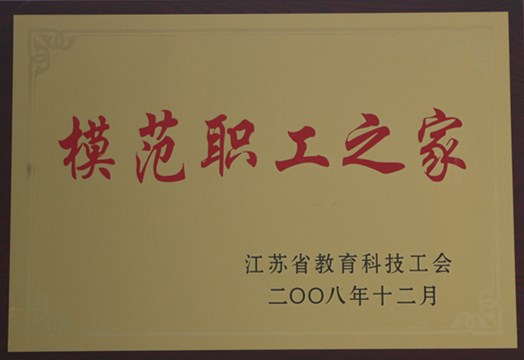 模范职工之家
江苏省教育科技工会
二〇〇八年十二月